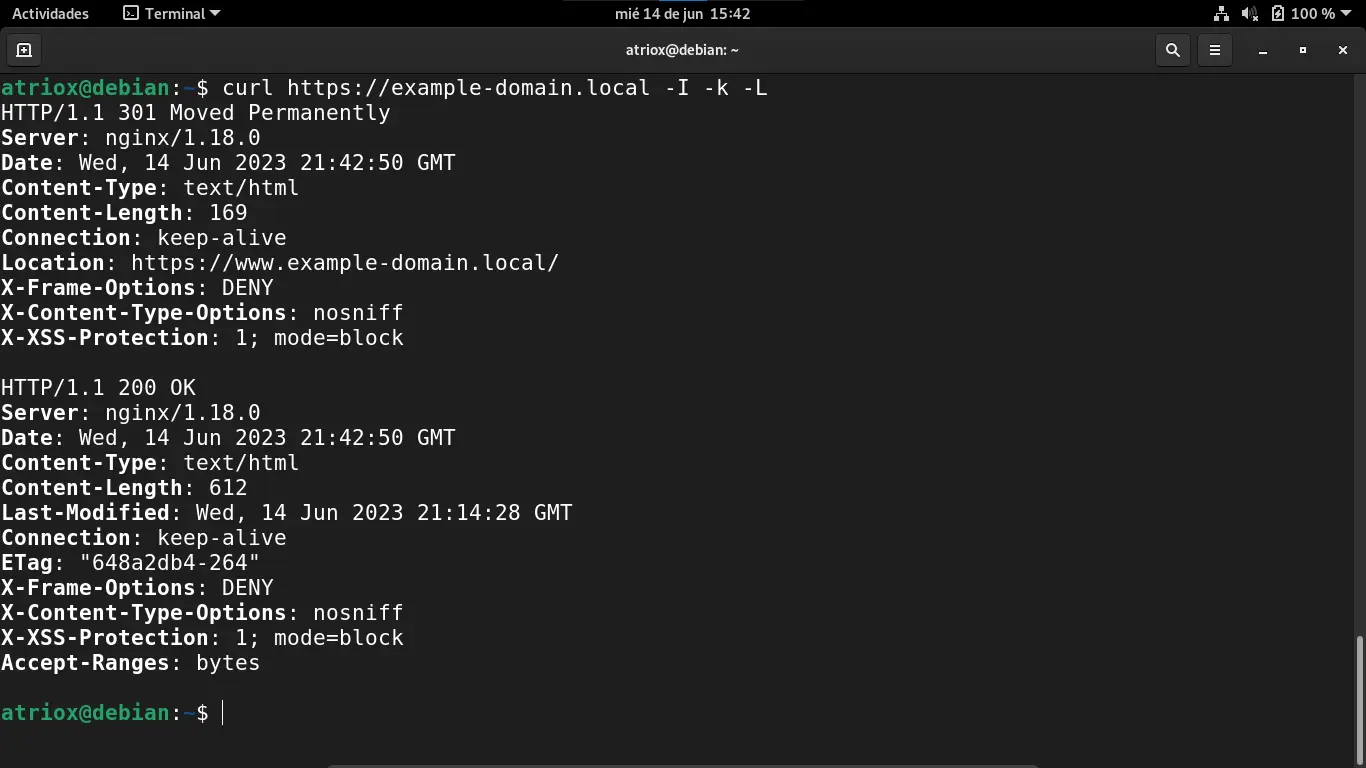 Actividades
Terminal
mié 14 de jun 15:42
100 %
atriox@debian: ~
atriox@debian:~$ curl https://example-domain.local -I -k -L
HTTP/1.1 301 Moved Permanently
Server: nginx/1.18.0
Date: Wed, 14 Jun 2023 21:42:50 GMT
Content-Type: text/html
Content-Length: 169
Connection: keep-alive
Location: https://www.example-domain.local/
X-Frame-Options: DENY
X-Content-Type-Options: nosniff
X-XSS-Protection: 1; mode=block

HTTP/1.1 200 OK
Server: nginx/1.18.0
Date: Wed, 14 Jun 2023 21:42:50 GMT
Content-Type: text/html
Content-Length: 612
Last-Modified: Wed, 14 Jun 2023 21:14:28 GMT
Connection: keep-alive
ETag: "648a2db4-264"
X-Frame-Options: DENY
X-Content-Type-Options: nosniff
X-XSS-Protection: 1; mode=block
Accept-Ranges: bytes

atriox@debian:~$